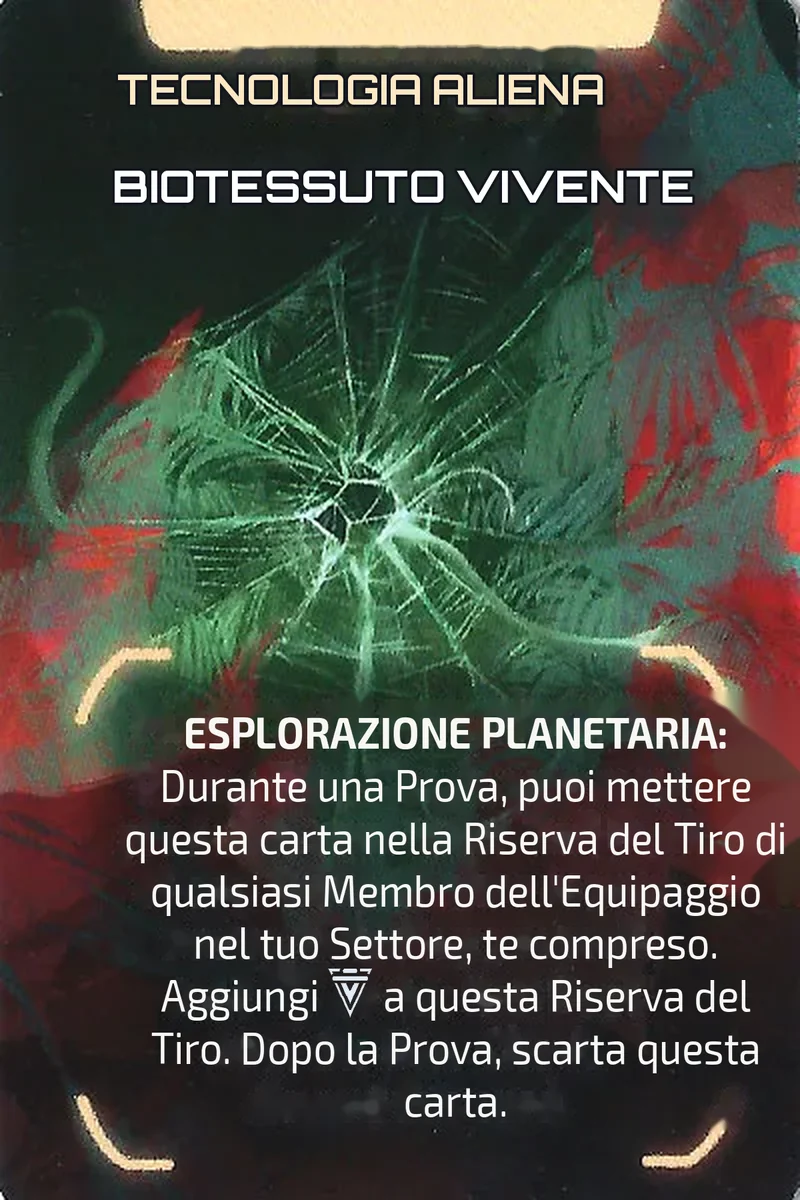 TECNOLOGIA ALIENA
BIOTESSUTO VIVENTE
ESPLORAZIONE PLANETARIA:
Durante una Prova, puoi mettere
questa carta nella Riserva del Tiro di
qualsiasi Membro dell'Equipaggio
nel tuo Settore, te compreso.
Aggiungi a questa Riserva del
Tiro. Dopo la Prova, scarta questa
carta.